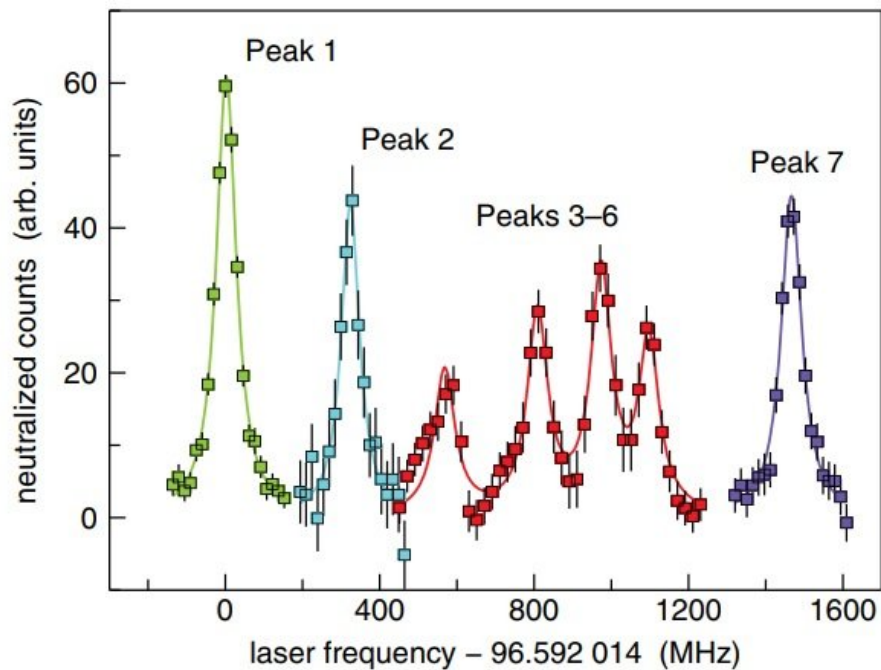 Peak 1
Peak 2
Peaks 3–6
Peak 7
neutralized counts (arb. units)
60
40
20
0
0 400 800 1200 1600
laser frequency – 96.592 014 (MHz)